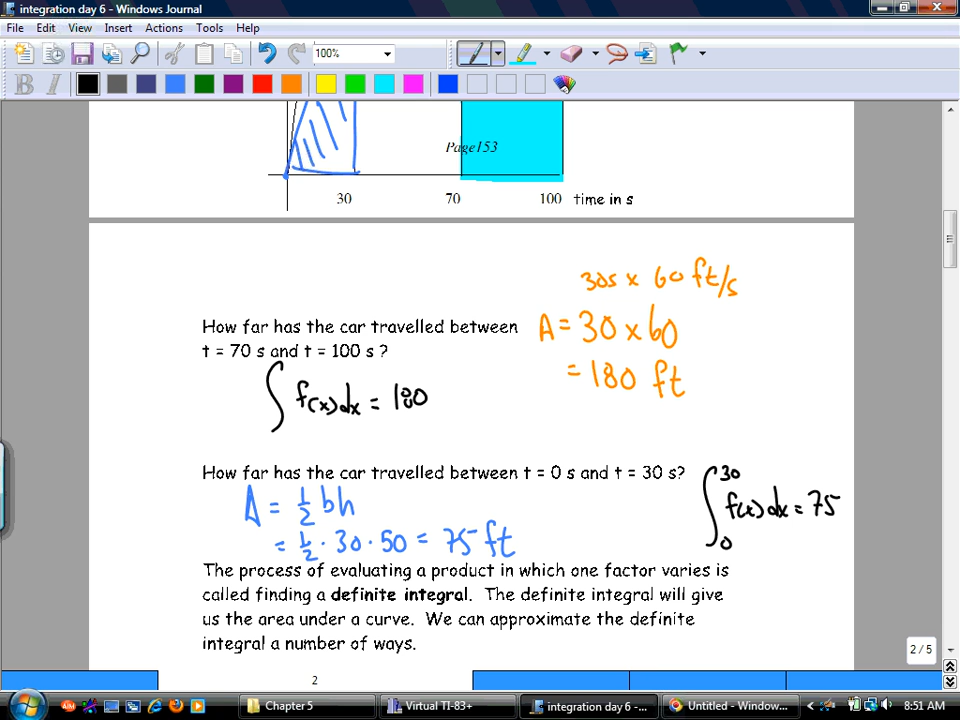 integration day 6 - Windows Journal
File Edit View Insert Actions Tools Help
100%
B I
Page153
30 70 100 time in s
30s x 60 ft/s
How far has the car travelled between
t = 70 s and t = 100 s ?
A = 30 x 60
= 180 ft
∫ f(x)dx = 180
How far has the car travelled between t = 0 s and t = 30 s?
A = 1/2 bh
= 1/2 · 30 · 50 = 75 ft
∫ 30 0 f(x)dx = 75
The process of evaluating a product in which one factor varies is
called finding a definite integral. The definite integral will give
us the area under a curve. We can approximate the definite
integral a number of ways.
2 / 5
2
Chapter 5 Virtual TI-83+ integration day 6 -... Untitled - Window... 8:51 AM